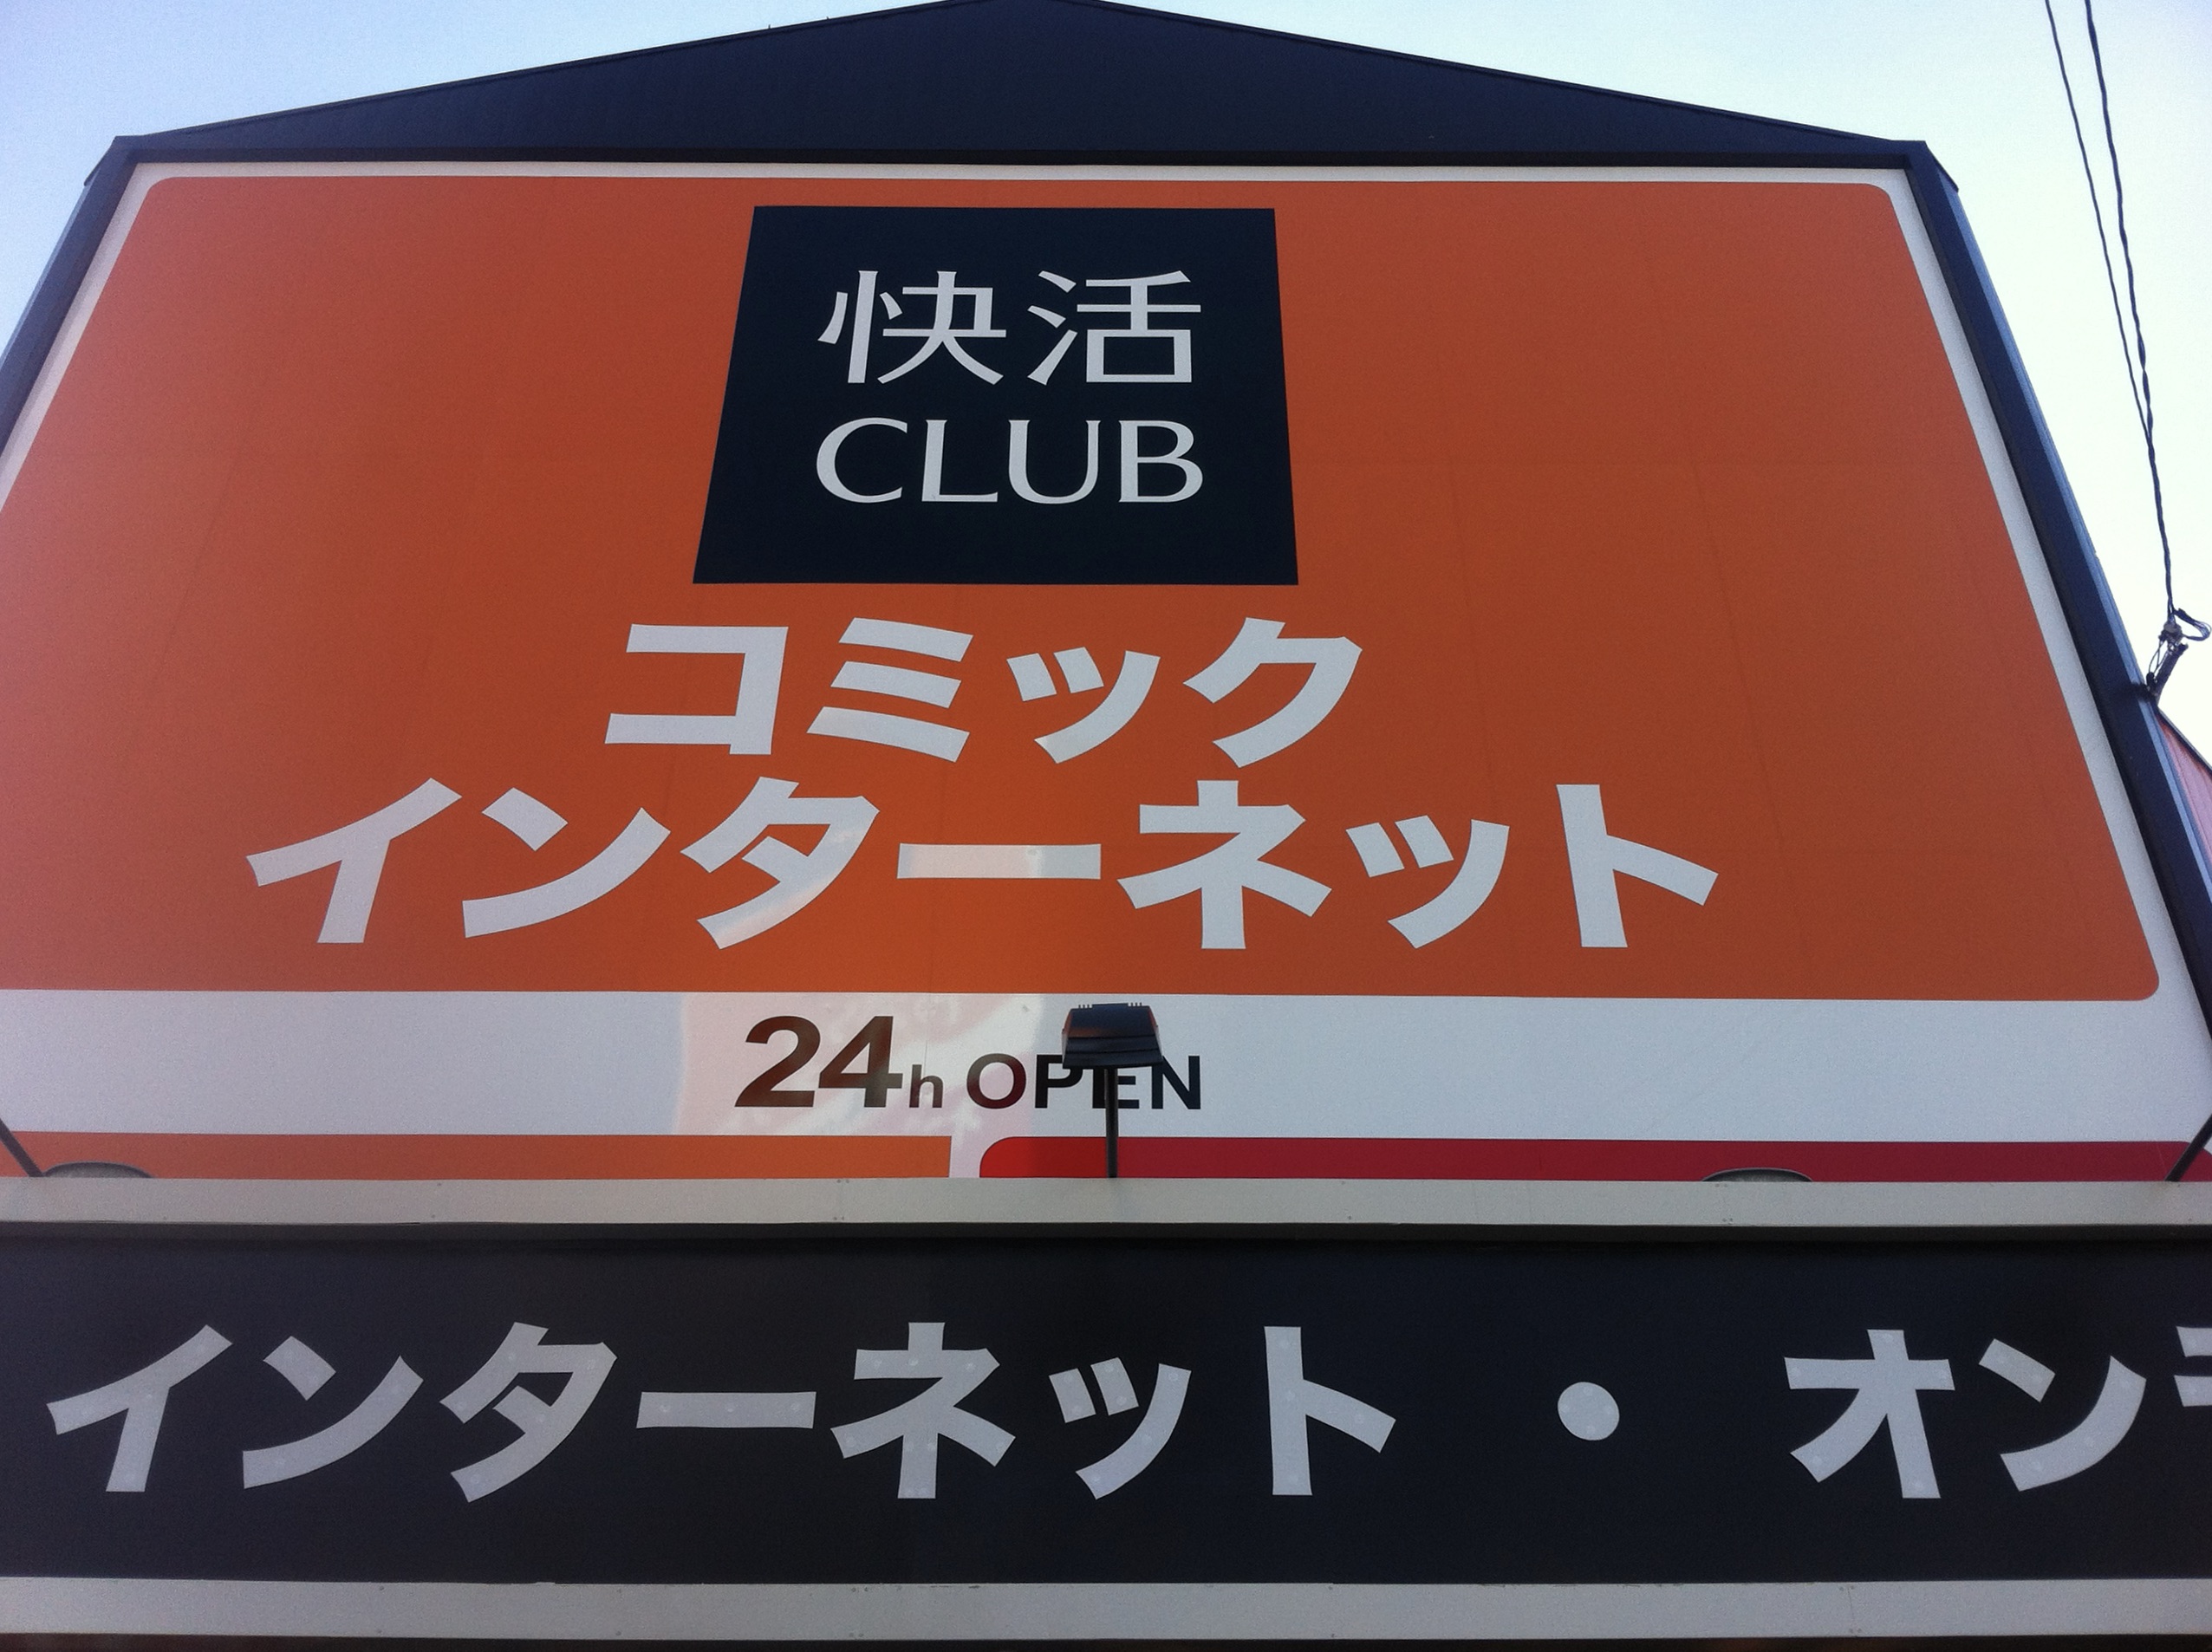 快活
CLUB
コミック
インターネット
24h OPEN
インターネット・オン